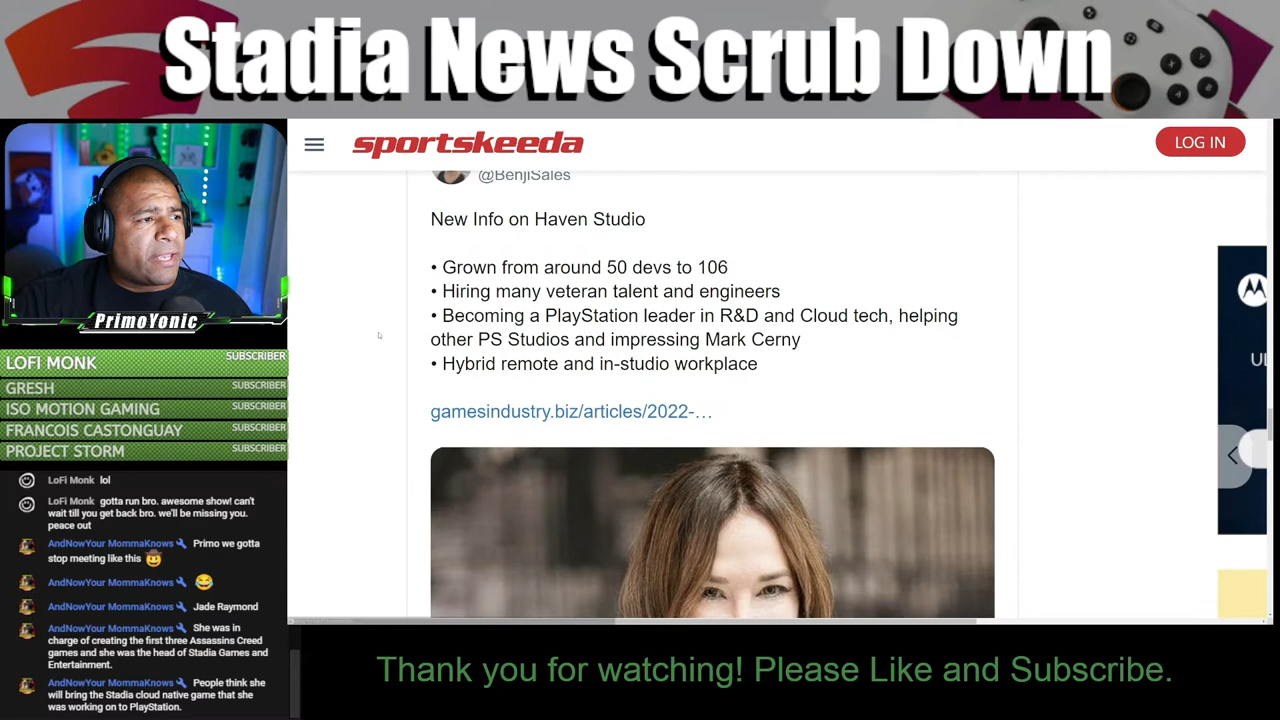 Stadia News Scrub Down
sportskeeda
LOG IN
@BenjiSales
New Info on Haven Studio
• Grown from around 50 devs to 106
• Hiring many veteran talent and engineers
• Becoming a PlayStation leader in R&D and Cloud tech, helping
other PS Studios and impressing Mark Cerny
• Hybrid remote and in-studio workplace
gamesindustry.biz/articles/2022-…
PrimoYonic
LOFI MONK SUBSCRIBER
GRESH SUBSCRIBER
ISO MOTION GAMING SUBSCRIBER
FRANCOIS CASTONGUAY SUBSCRIBER
PROJECT STORM SUBSCRIBER
LoFi Monk lol
LoFi Monk gotta run bro. awesome show! can't
wait till you get back bro. we'll be missing you.
peace out
AndNowYour MommaKnows Primo we gotta
stop meeting like this 🤠
AndNowYour MommaKnows 😂
AndNowYour MommaKnows Jade Raymond
AndNowYour MommaKnows She was in
charge of creating the first three Assassins Creed
games and she was the head of Stadia Games and
Entertainment.
AndNowYour MommaKnows People think she
will bring the Stadia cloud native game that she
was working on to PlayStation.
Thank you for watching! Please Like and Subscribe.